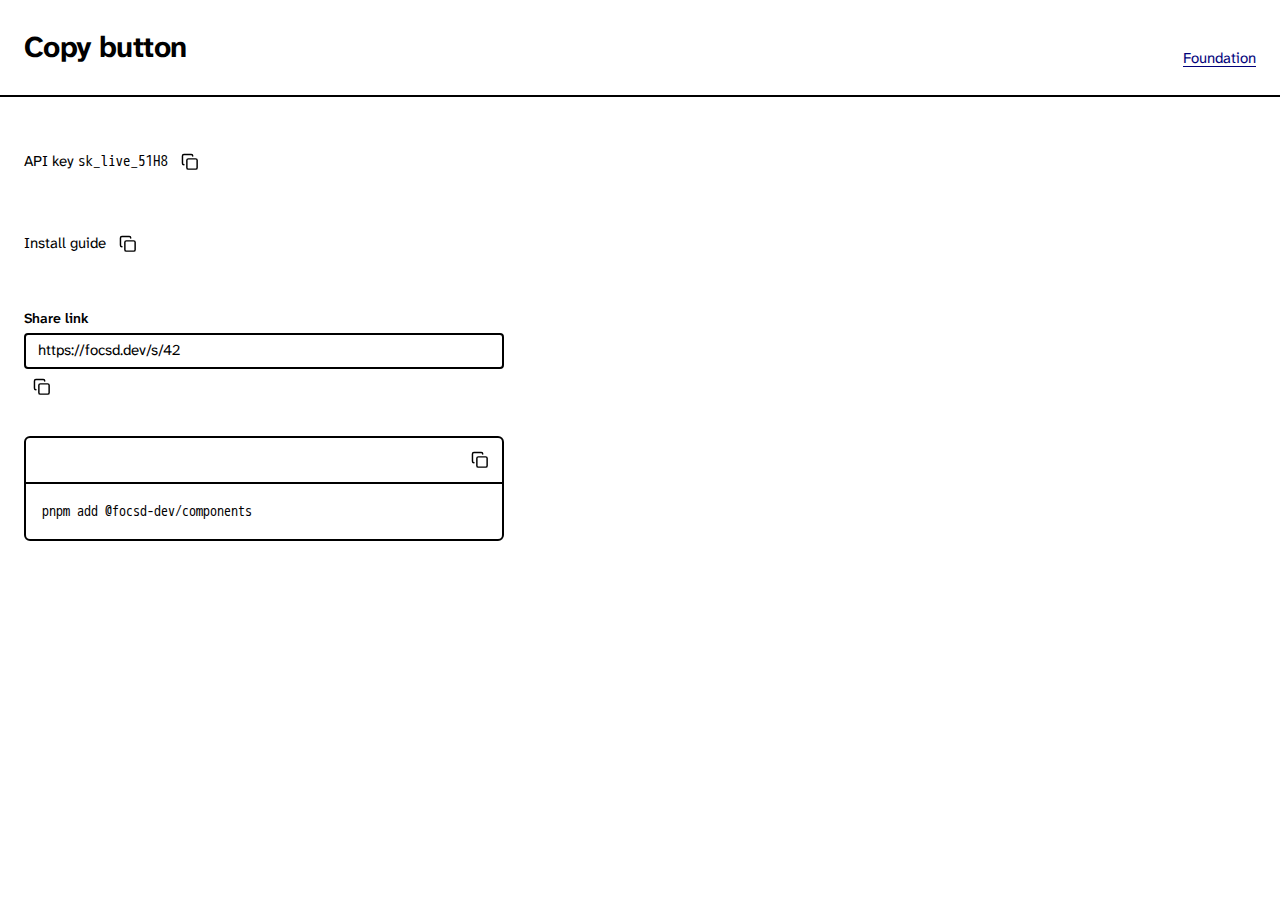 Copy button
Foundation
API key sk_live_51H8
Install guide
Share link
https://focsd.dev/s/42
pnpm add @focsd-dev/components